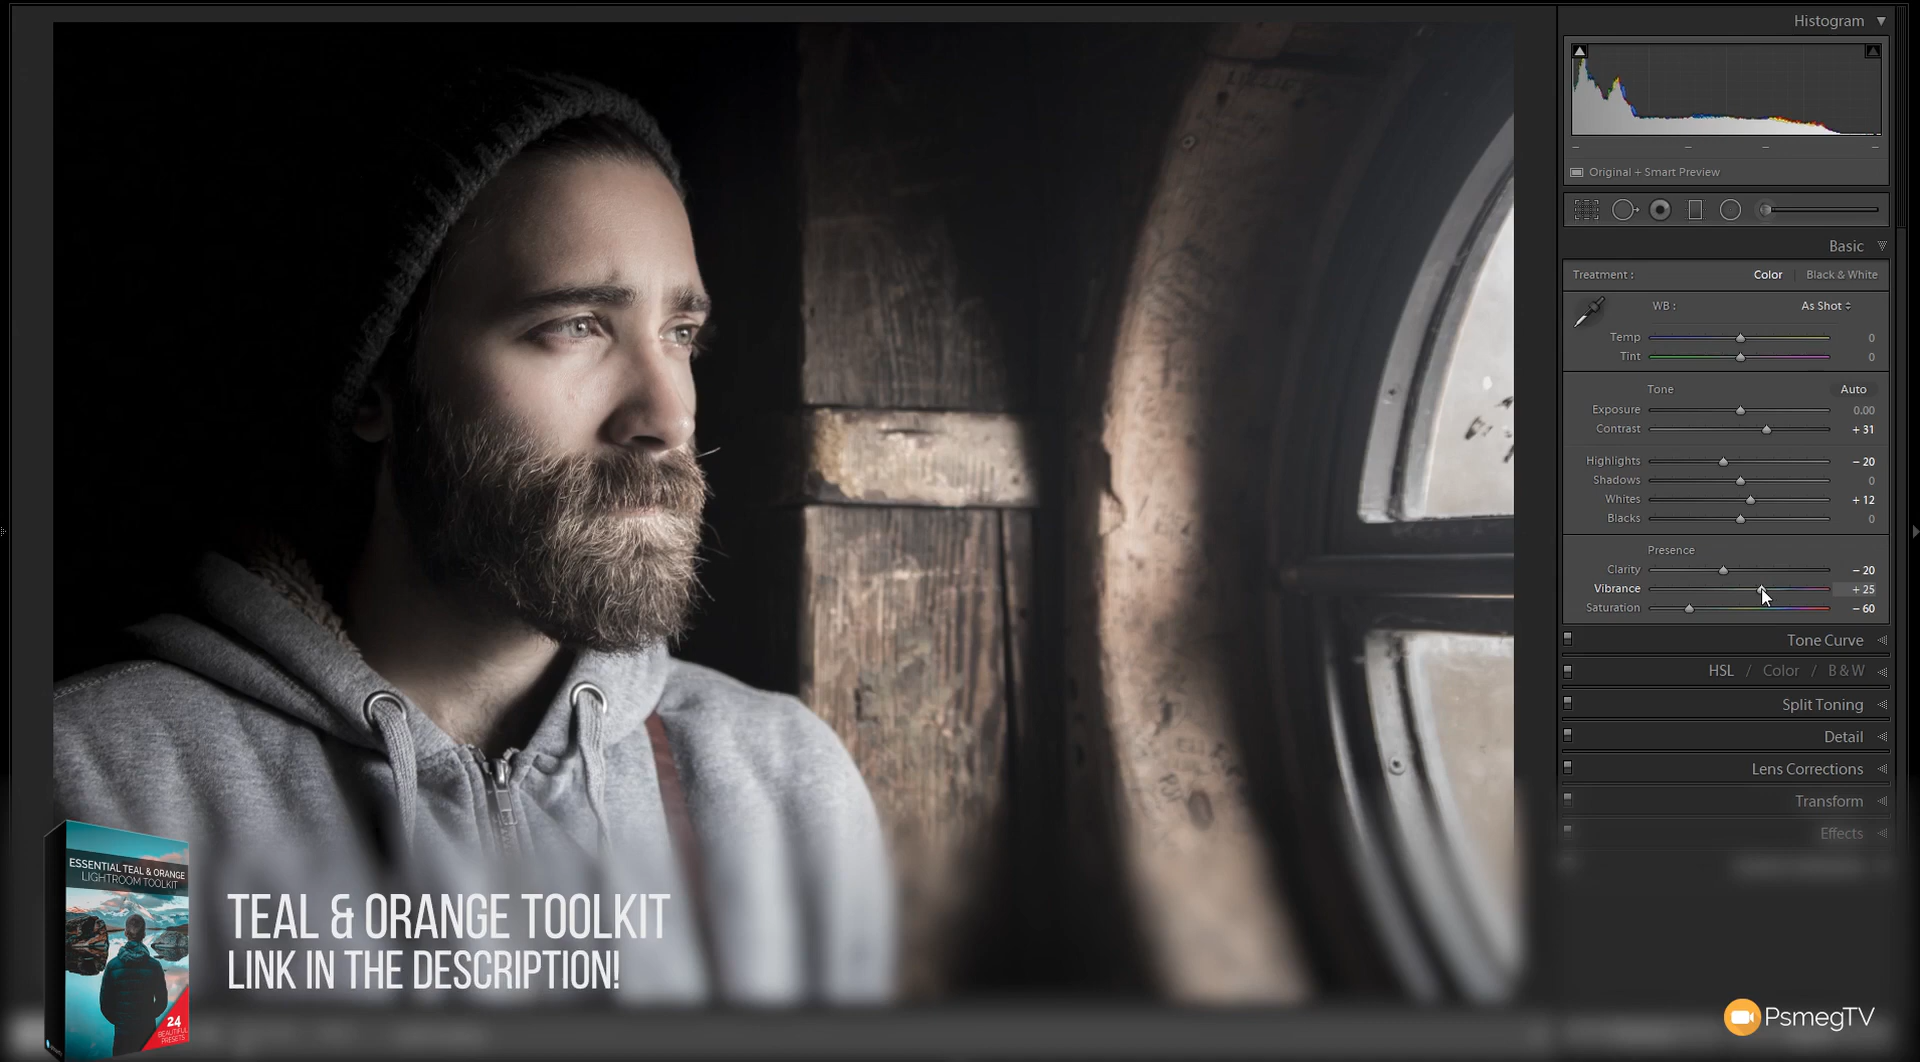 Histogram
Original + Smart Preview
Basic
Treatment : Color Black & White
WB : As Shot
Temp 0
Tint 0
Tone Auto
Exposure 0.00
Contrast + 31
Highlights − 20
Shadows 0
Whites + 12
Blacks 0
Presence
Clarity − 20
Vibrance + 25
Saturation − 60
Tone Curve
HSL / Color / B & W
Split Toning
Detail
Lens Corrections
Transform
Effects
ESSENTIAL TEAL & ORANGE
LIGHTROOM TOOLKIT
24
BEAUTIFUL
PRESETS
TEAL & ORANGE TOOLKIT
LINK IN THE DESCRIPTION!
PsmegTV